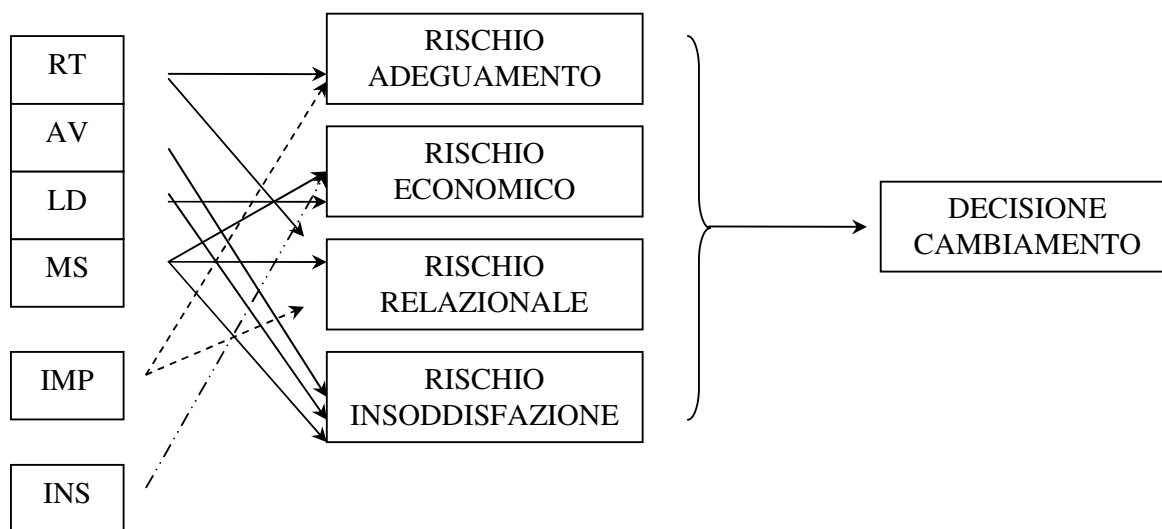 RT
AV
LD
MS
IMP
INS
RISCHIO
ADEGUAMENTO
RISCHIO
ECONOMICO
RISCHIO
RELAZIONALE
RISCHIO
INSODDISFAZIONE
DECISIONE
CAMBIAMENTO